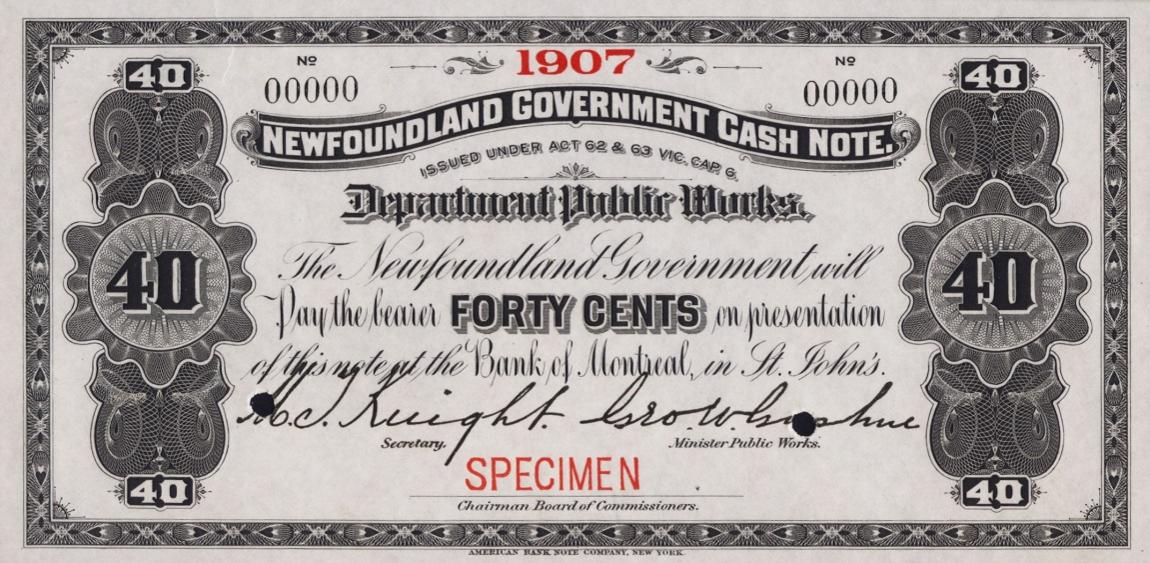 40 Nº 1907 Nº 40
00000 00000
NEWFOUNDLAND GOVERNMENT CASH NOTE.
ISSUED UNDER ACT 62 & 63 VIC. CAP. 6.
Department Public Works.
The Newfoundland Government will
40 Pay the bearer FORTY CENTS on presentation 40
of this note at the Bank of Montreal, in St. John's.
Secretary. Minister Public Works.
40 SPECIMEN 40
Chairman Board of Commissioners.
AMERICAN BANK NOTE COMPANY, NEW YORK.